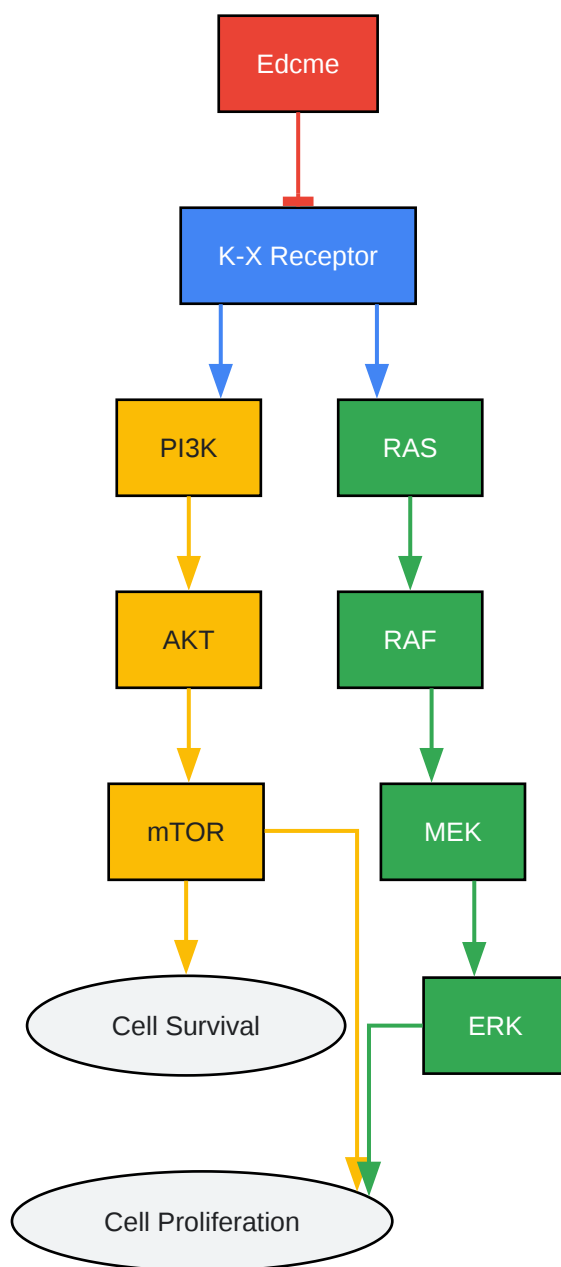 Edcme
K-X Receptor
PI3K
RAS
AKT
RAF
mTOR
MEK
Cell Survival
ERK
Cell Proliferation